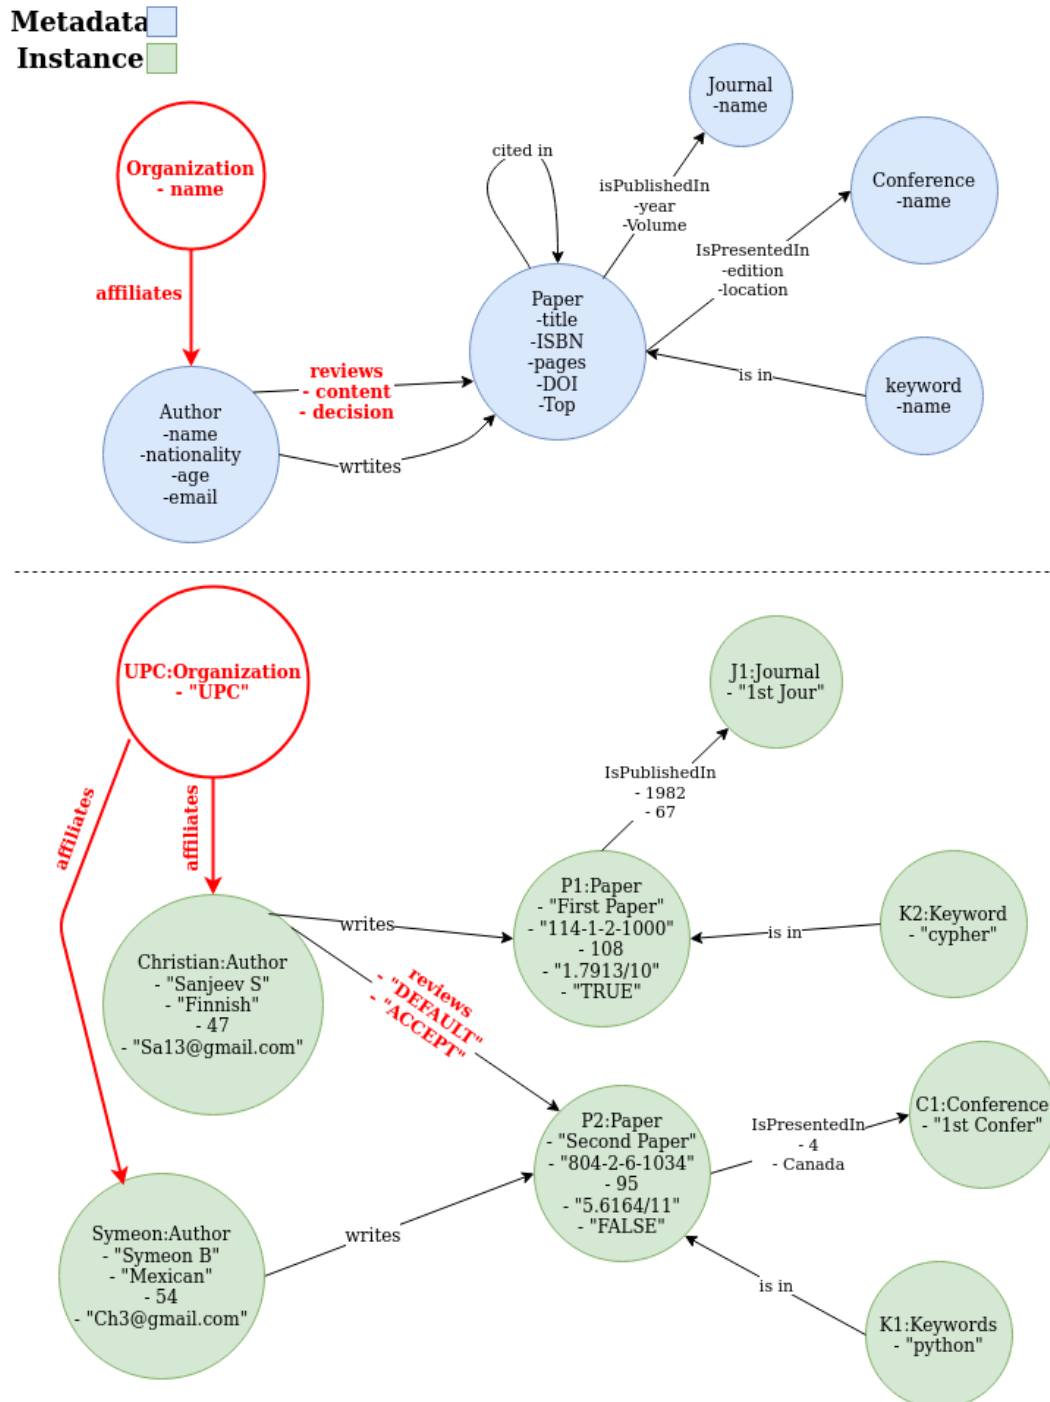 Metadata
Instance
Organization
- name
affiliates
Author
-name
-nationality
-age
-email
reviews
- content
- decision
wrtites
cited in
Paper
-title
-ISBN
-pages
-DOI
-Top
isPublishedIn
-year
-Volume
Journal
-name
IsPresentedIn
-edition
-location
Conference
-name
is in
keyword
-name
UPC:Organization
- "UPC"
affiliates
affiliates
Christian:Author
- "Sanjeev S"
- "Finnish"
- 47
- "Sa13@gmail.com"
writes
reviews
- "DEFAULT"
- "ACCEPT"
P1:Paper
- "First Paper"
- "114-1-2-1000"
- 108
- "1.7913/10"
- "TRUE"
IsPublishedIn
- 1982
- 67
J1:Journal
- "1st Jour"
is in
K2:Keyword
- "cypher"
Symeon:Author
- "Symeon B"
- "Mexican"
- 54
- "Ch3@gmail.com"
writes
P2:Paper
- "Second Paper"
- "804-2-6-1034"
- 95
- "5.6164/11"
- "FALSE"
IsPresentedIn
- 4
- Canada
C1:Conference
- "1st Confer"
is in
K1:Keywords
- "python"